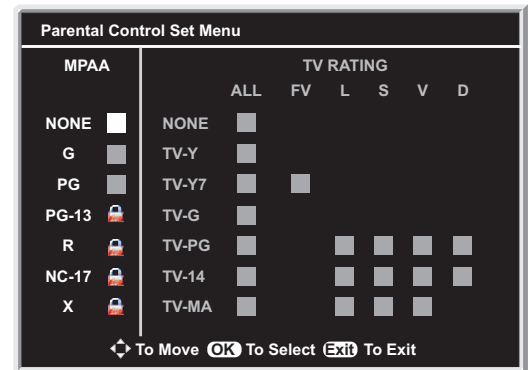 Parental Control Set Menu
MPAA TV RATING
ALL FV L S V D
NONE NONE
G TV-Y
PG TV-Y7
PG-13 TV-G
R TV-PG
NC-17 TV-14
X TV-MA
To Move OK To Select Exit To Exit